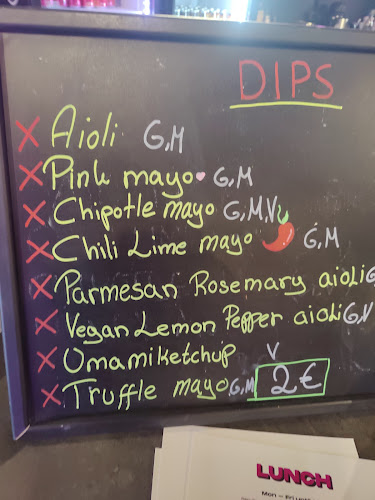 DIPS
X Aioli G,M
X Pink mayo G,M
X Chipotle mayo G,M,V
X Chili Lime mayo G,M
X Parmesan Rosemary aioli G
X Vegan Lemon Pepper aioli G,V
X Umamiketchup V
X Truffle mayo G,M 2€
LUNCH